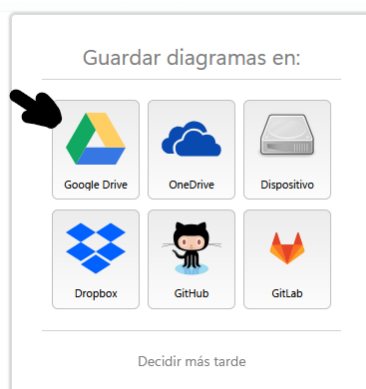 Guardar diagramas en:
Google Drive OneDrive Dispositivo
Dropbox GitHub GitLab
Decidir más tarde